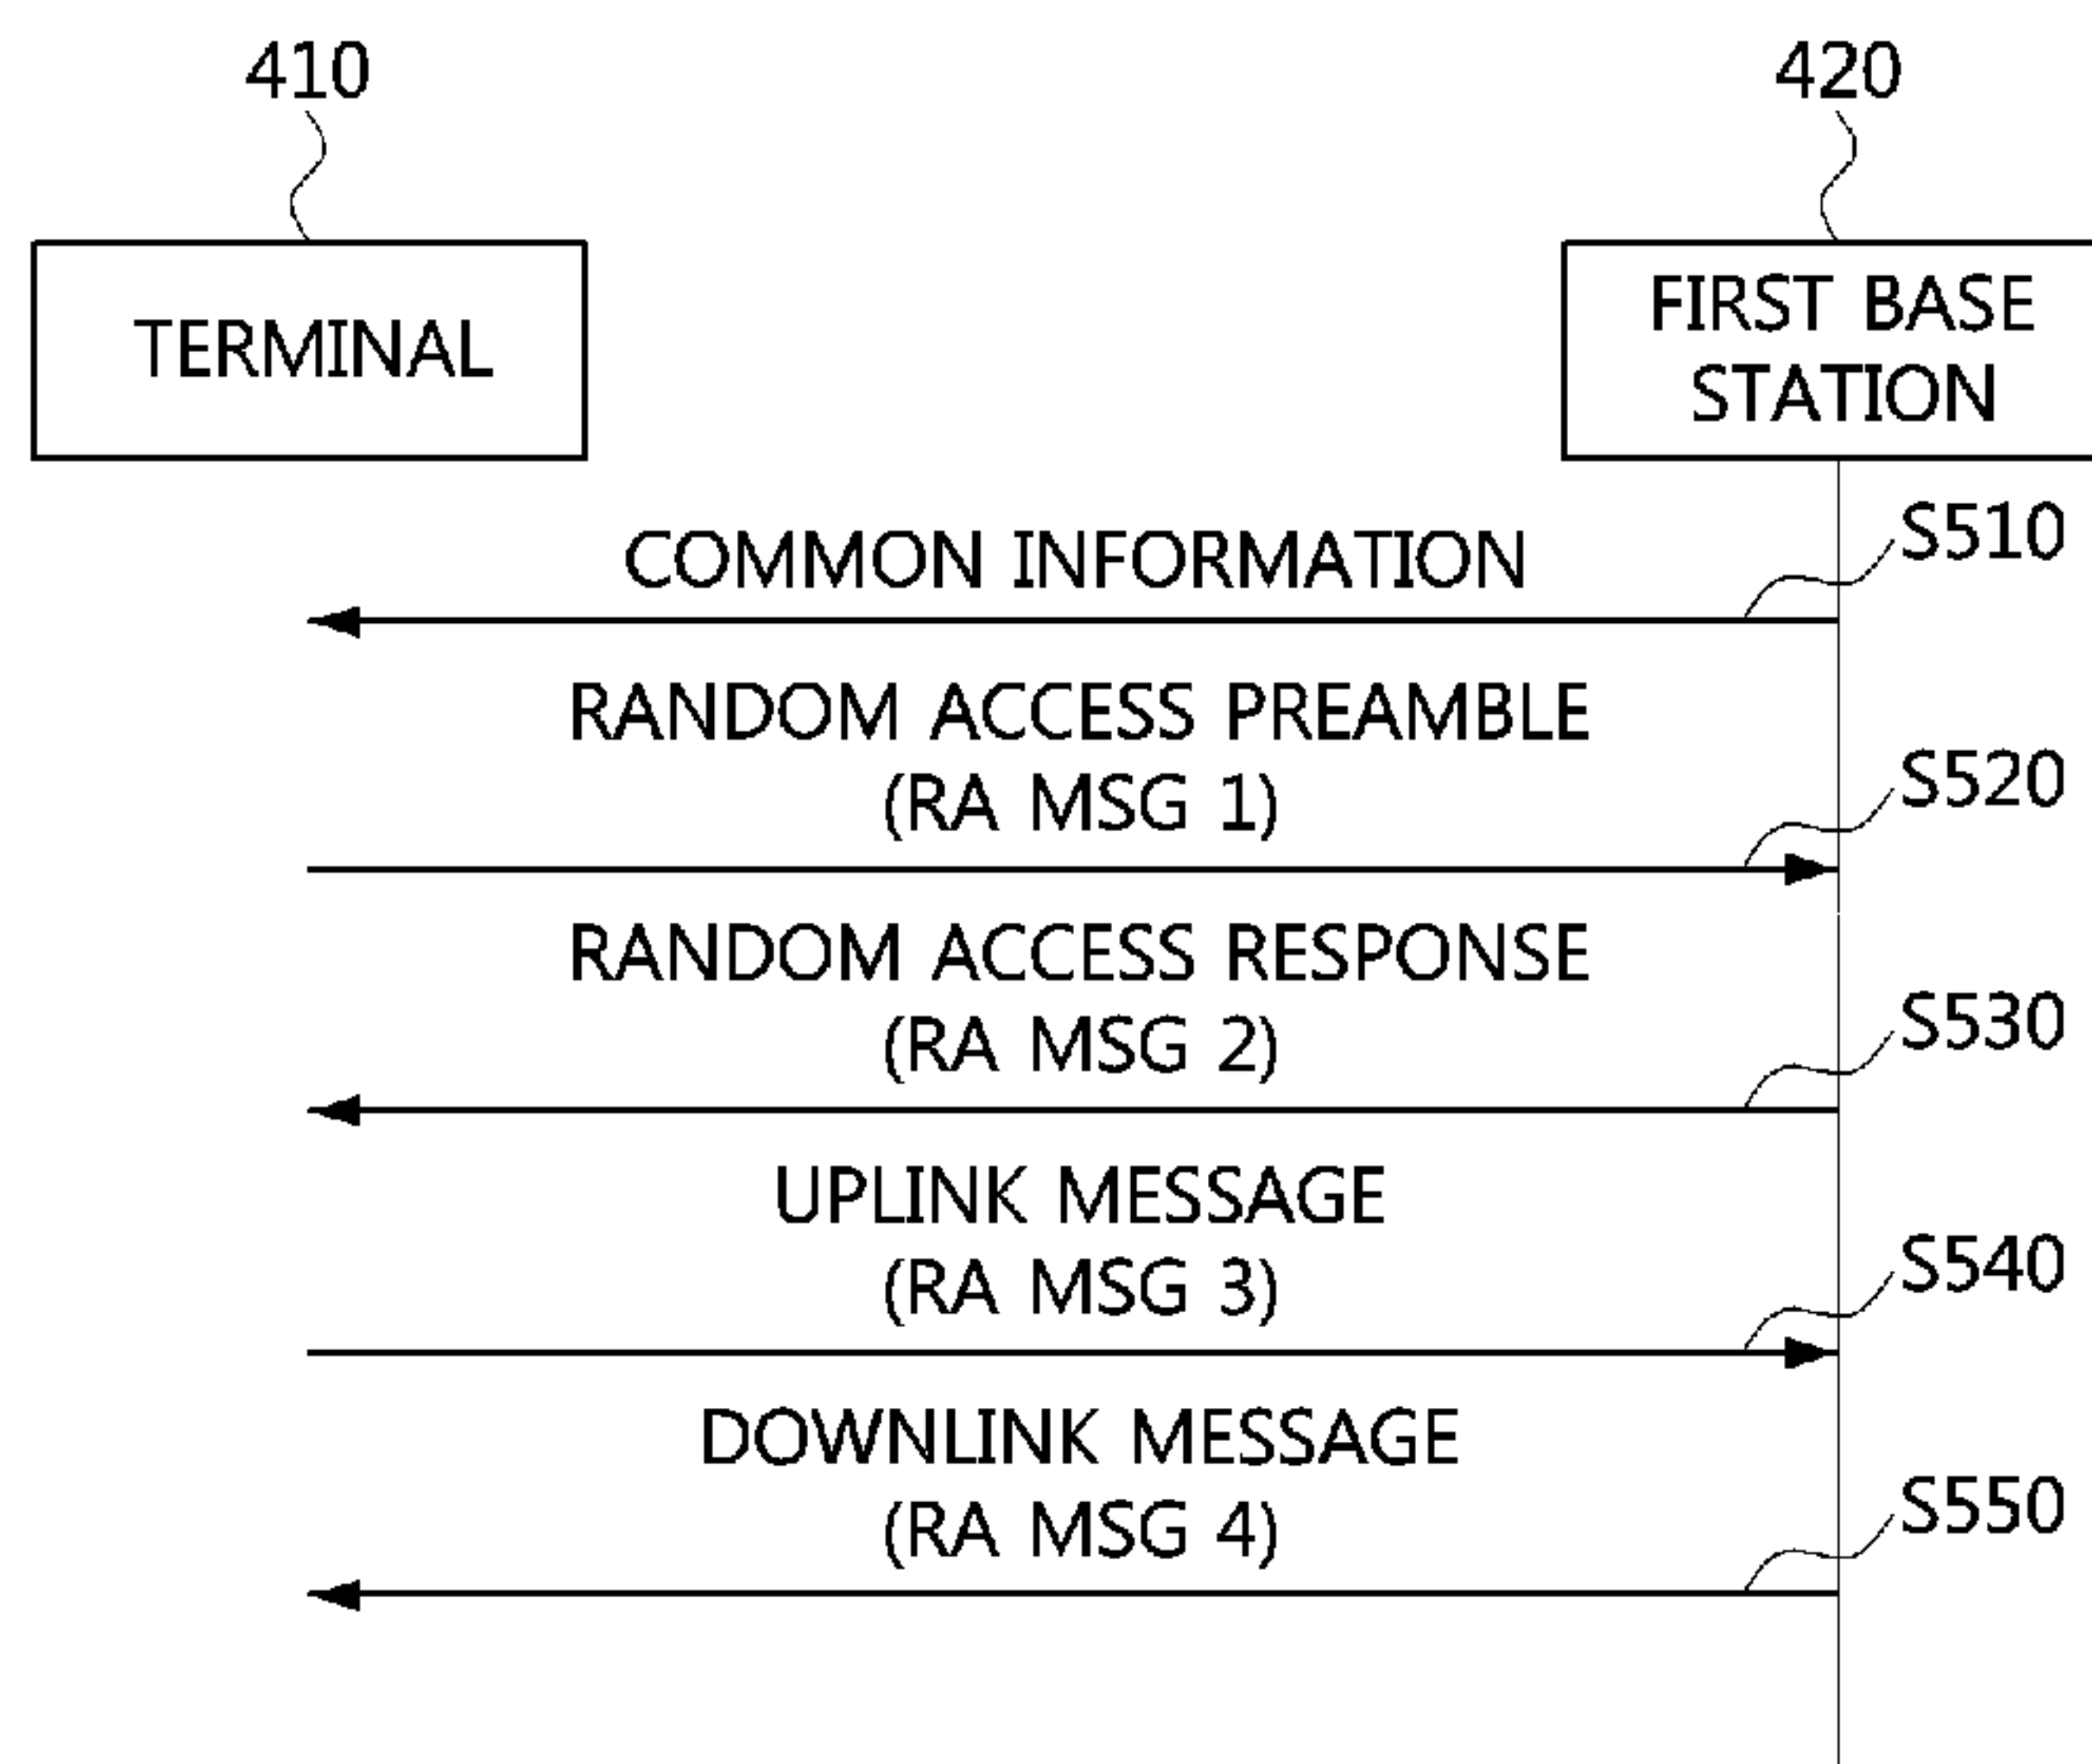 410
420
TERMINAL
FIRST BASE
STATION
COMMON INFORMATION
S510
RANDOM ACCESS PREAMBLE
(RA MSG 1)
S520
RANDOM ACCESS RESPONSE
(RA MSG 2)
S530
UPLINK MESSAGE
(RA MSG 3)
S540
DOWNLINK MESSAGE
(RA MSG 4)
S550